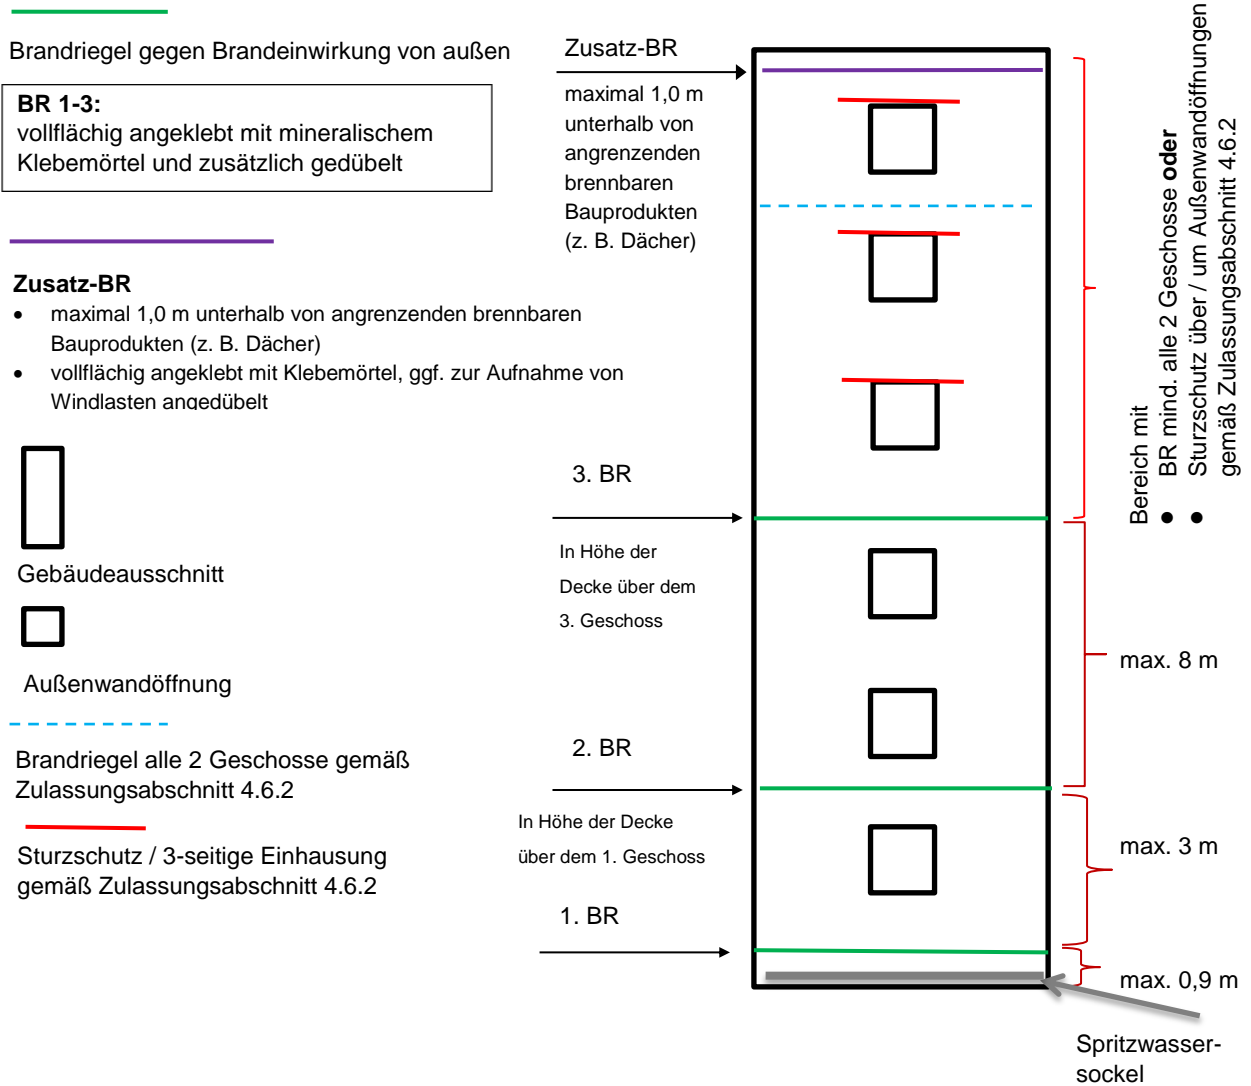 Brandriegel gegen Brandeinwirkung von außen
BR 1-3:
vollflächig angeklebt mit mineralischem
Klebemörtel und zusätzlich gedübelt
Zusatz-BR
• maximal 1,0 m unterhalb von angrenzenden brennbaren
Bauprodukten (z. B. Dächer)
• vollflächig angeklebt mit Klebemörtel, ggf. zur Aufnahme von
Windlasten angedübelt
Gebäudeausschnitt
Außenwandöffnung
Brandriegel alle 2 Geschosse gemäß
Zulassungsabschnitt 4.6.2
Sturzschutz / 3-seitige Einhausung
gemäß Zulassungsabschnitt 4.6.2
Zusatz-BR
maximal 1,0 m
unterhalb von
angrenzenden
brennbaren
Bauprodukten
(z. B. Dächer)
3. BR
In Höhe der
Decke über dem
3. Geschoss
2. BR
In Höhe der Decke
über dem 1. Geschoss
1. BR
Bereich mit
• BR mind. alle 2 Geschosse oder
• Sturzschutz über / um Außenwandöffnungen
gemäß Zulassungsabschnitt 4.6.2
max. 8 m
max. 3 m
max. 0,9 m
Spritzwasser-
sockel